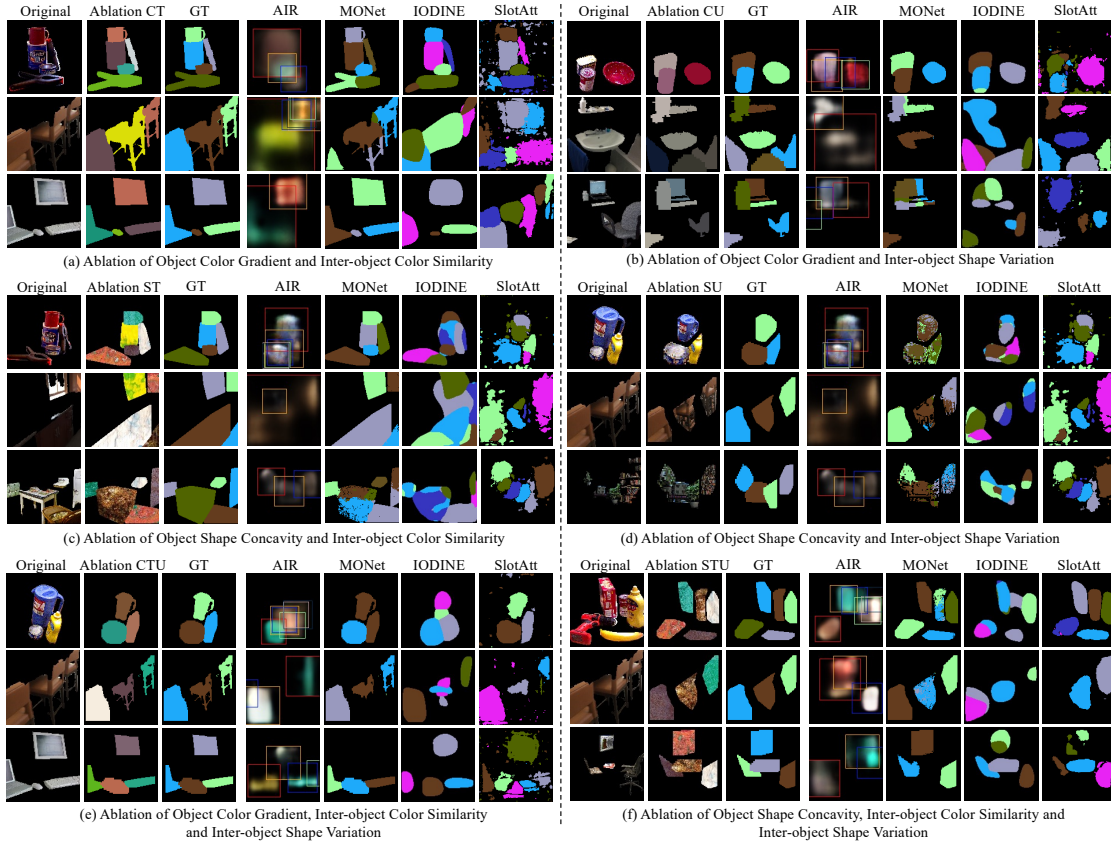 Original Ablation CT GT AIR MONet IODINE SlotAtt
(a) Ablation of Object Color Gradient and Inter-object Color Similarity
Original Ablation CU GT AIR MONet IODINE SlotAtt
(b) Ablation of Object Color Gradient and Inter-object Shape Variation
Original Ablation ST GT AIR MONet IODINE SlotAtt
(c) Ablation of Object Shape Concavity and Inter-object Color Similarity
Original Ablation SU GT AIR MONet IODINE SlotAtt
(d) Ablation of Object Shape Concavity and Inter-object Shape Variation
Original Ablation CTU GT AIR MONet IODINE SlotAtt
(e) Ablation of Object Color Gradient, Inter-object Color Similarity
and Inter-object Shape Variation
Original Ablation STU GT AIR MONet IODINE SlotAtt
(f) Ablation of Object Shape Concavity, Inter-object Color Similarity and
Inter-object Shape Variation